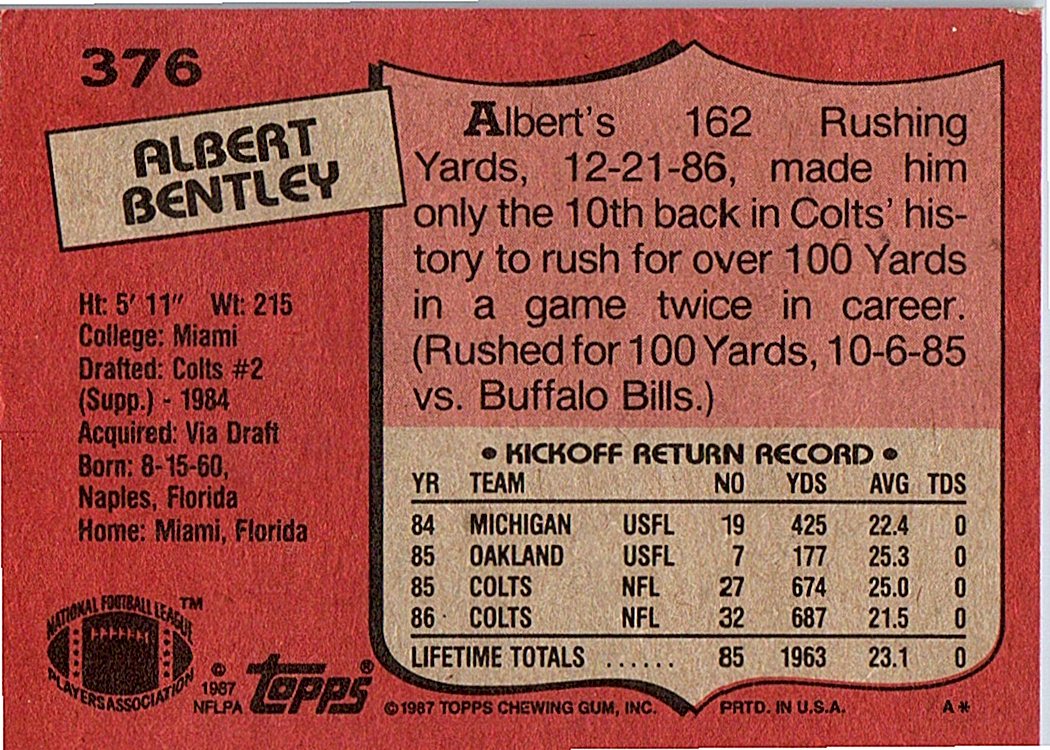 376
ALBERT
BENTLEY
Ht: 5' 11" Wt: 215
College: Miami
Drafted: Colts #2
(Supp.) - 1984
Acquired: Via Draft
Born: 8-15-60,
Naples, Florida
Home: Miami, Florida
Albert's 162 Rushing
Yards, 12-21-86, made him
only the 10th back in Colts' his-
tory to rush for over 100 Yards
in a game twice in career.
(Rushed for 100 Yards, 10-6-85
vs. Buffalo Bills.)
• KICKOFF RETURN RECORD •
YR TEAM NO YDS AVG TDS
84 MICHIGAN USFL 19 425 22.4 0
85 OAKLAND USFL 7 177 25.3 0
85 COLTS NFL 27 674 25.0 0
86 COLTS NFL 32 687 21.5 0
LIFETIME TOTALS ...... 85 1963 23.1 0
NATIONAL FOOTBALL LEAGUE ™
PLAYERS ASSOCIATION
© 1987 NFLPA
topps®
©1987 TOPPS CHEWING GUM, INC. PRTD. IN U.S.A. A*